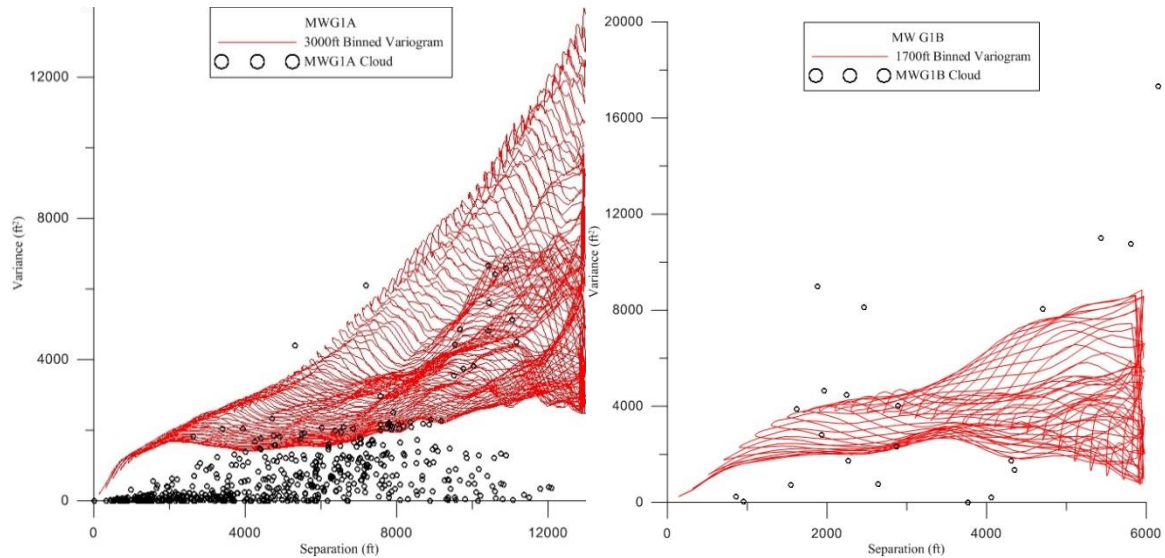 MWG1A
3000ft Binned Variogram
MWG1A Cloud
12000
8000
4000
0
Variance (ft²)
0 4000 8000 12000
Separation (ft)
MW G1B
1700ft Binned Variogram
MWG1B Cloud
20000
16000
12000
8000
4000
0
Variance (ft²)
0 2000 4000 6000
Separation (ft)